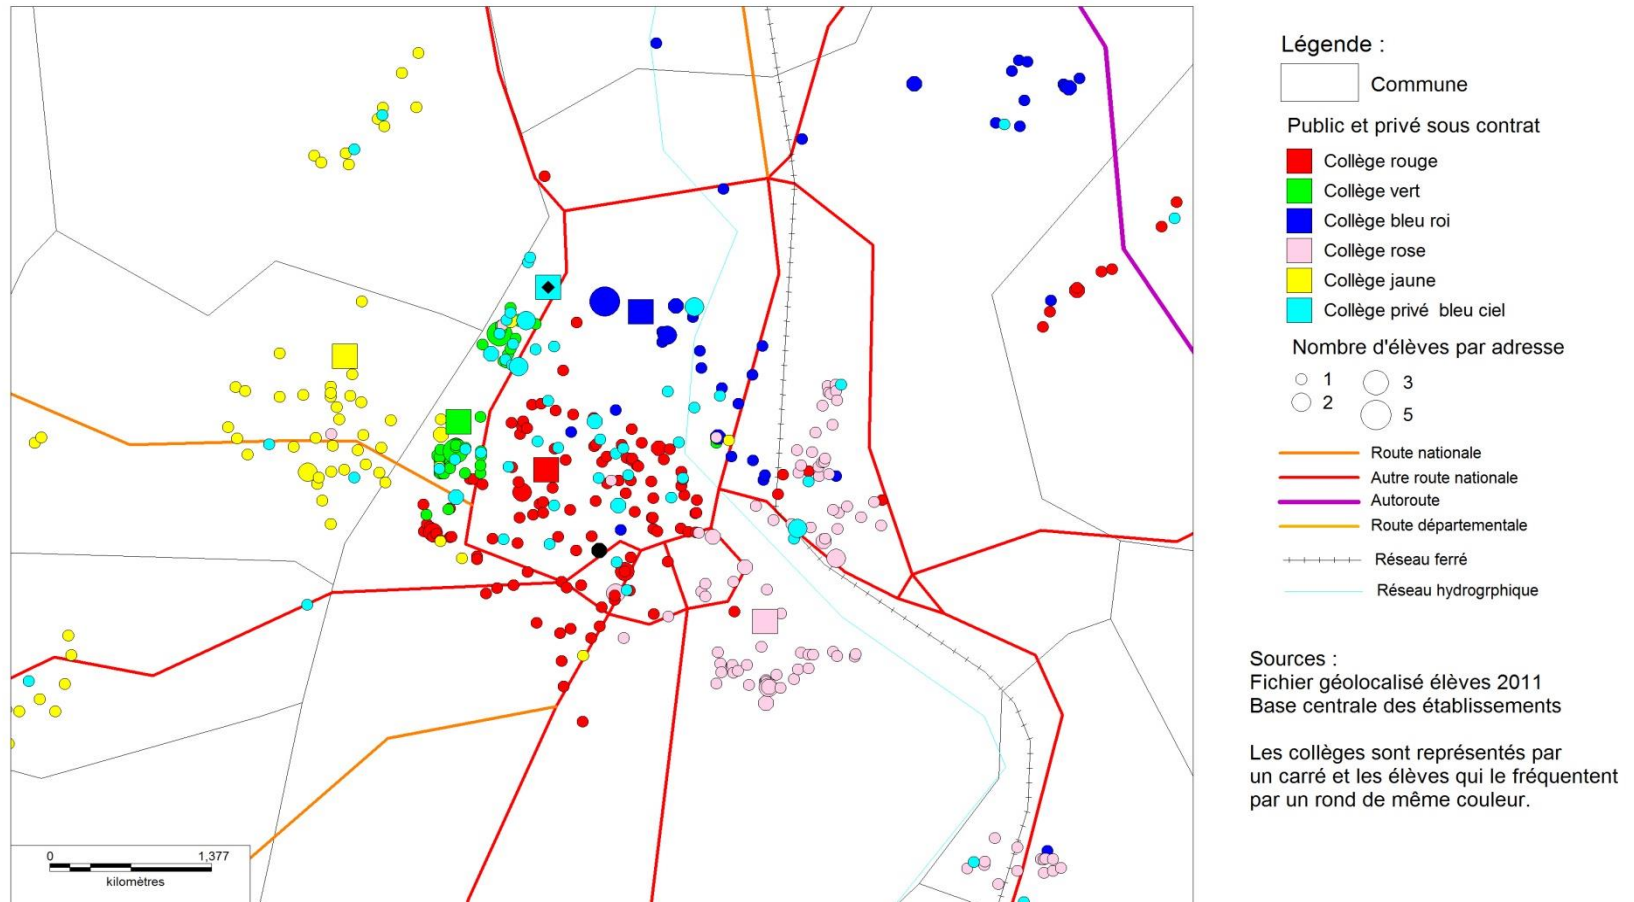 Légende :
Commune
Public et privé sous contrat
Collège rouge
Collège vert
Collège bleu roi
Collège rose
Collège jaune
Collège privé bleu ciel
Nombre d'élèves par adresse
1 3
2 5
Route nationale
Autre route nationale
Autoroute
Route départementale
Réseau ferré
Réseau hydrogrphique
Sources :
Fichier géolocalisé élèves 2011
Base centrale des établissements
Les collèges sont représentés par
un carré et les élèves qui le fréquentent
par un rond de même couleur.
0 1,377
kilomètres